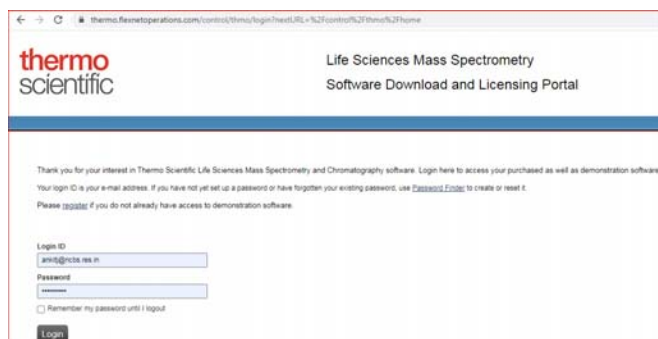 thermo.flexnetoperations.com/control/thmo/login?nextURL=%2Fcontrol%2Fthmo%2Fhome
thermo
scientific
Life Sciences Mass Spectrometry
Software Download and Licensing Portal
Thank you for your interest in Thermo Scientific Life Sciences Mass Spectrometry and Chromatography software. Login here to access your purchased as well as demonstration software
Your login ID is your e-mail address. If you have not yet set up a password or have forgotten your existing password, use Password Finder to create or reset it.
Please register if you do not already have access to demonstration software.
Login ID
ankitj@ncbs.res.in
Password
•••••••••
Remember my password until I logout
Login